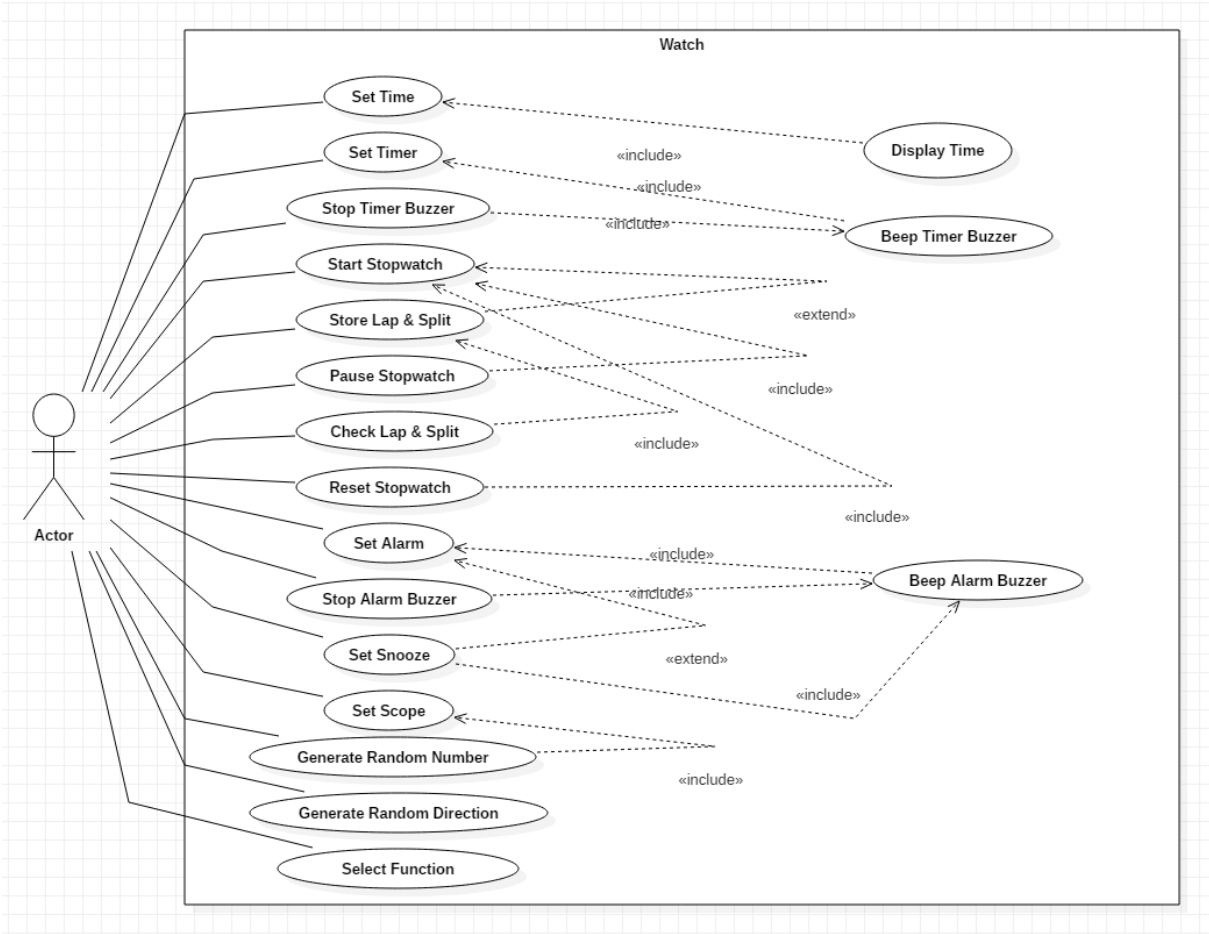 Watch
Set Time
Display Time
Set Timer
«include»
«include»
Stop Timer Buzzer
«include»
Beep Timer Buzzer
Start Stopwatch
Store Lap & Split
«extend»
Pause Stopwatch
«include»
Check Lap & Split
«include»
Reset Stopwatch
«include»
Actor
Set Alarm
«include»
Beep Alarm Buzzer
Stop Alarm Buzzer
«include»
Set Snooze
«extend»
«include»
Set Scope
Generate Random Number
«include»
Generate Random Direction
Select Function